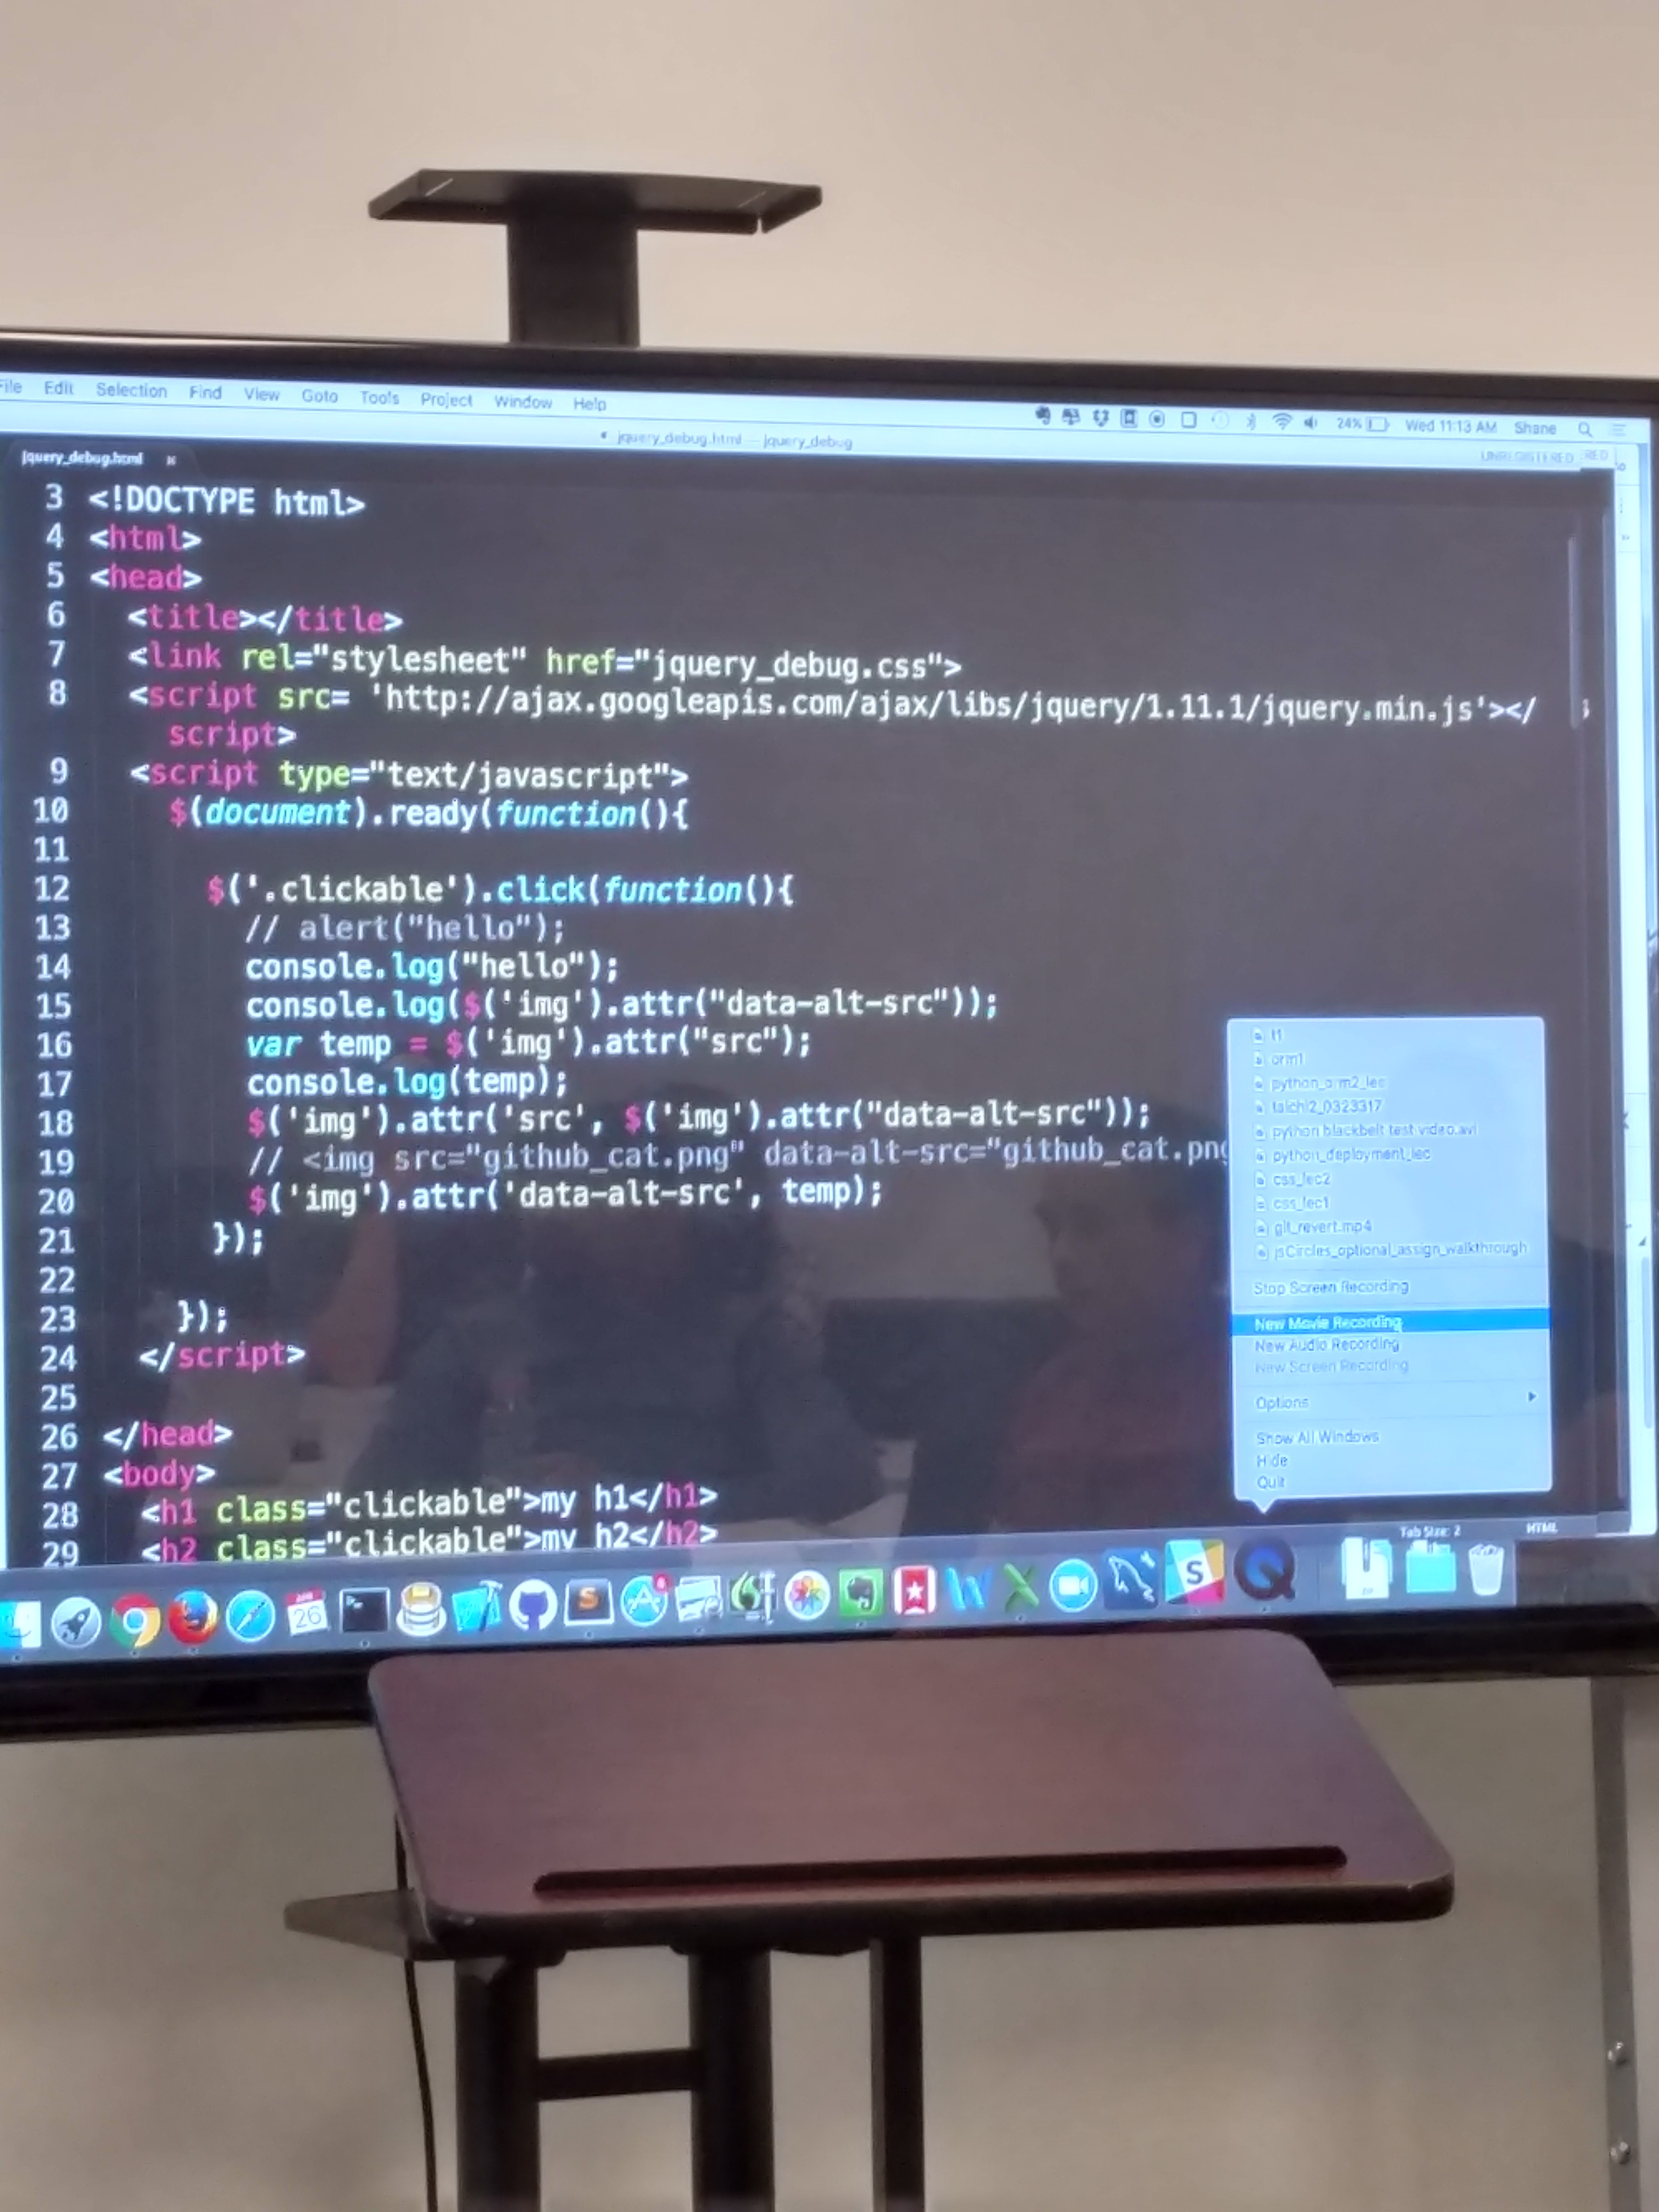 File Edit Selection Find View Goto Tools Project Window Help
24% Wed 11:13 AM Shane
jquery_debug.html — jquery_debug
UNREGISTERED
jquery_debug.html x
3 <!DOCTYPE html>
4 <html>
5 <head>
6 <title></title>
7 <link rel="stylesheet" href="jquery_debug.css">
8 <script src= 'http://ajax.googleapis.com/ajax/libs/jquery/1.11.1/jquery.min.js'></
script>
9 <script type="text/javascript">
10 $(document).ready(function(){
11
12 $('.clickable').click(function(){
13 // alert("hello");
14 console.log("hello");
15 console.log($('img').attr("data-alt-src"));
16 var temp = $('img').attr("src");
17 console.log(temp);
18 $('img').attr('src', $('img').attr("data-alt-src"));
19 // <img src="github_cat.png" data-alt-src="github_cat.png
20 $('img').attr('data-alt-src', temp);
21 });
22
23 });
24 </script>
25
26 </head>
27 <body>
28 <h1 class="clickable">my h1</h1>
29 <h2 class="clickable">my h2</h2>
orm1
python_orm2_lec
taichi2_0323317
python blackbelt test video.avi
python_deployment_lec
css_lec2
css_lec1
git_revert.mp4
jsCircles_optional_assign_walkthrough
Stop Screen Recording
New Movie Recording
New Audio Recording
New Screen Recording
Options
Show All Windows
Hide
Quit
Tab Size: 2 HTML
26
S
W
X
S